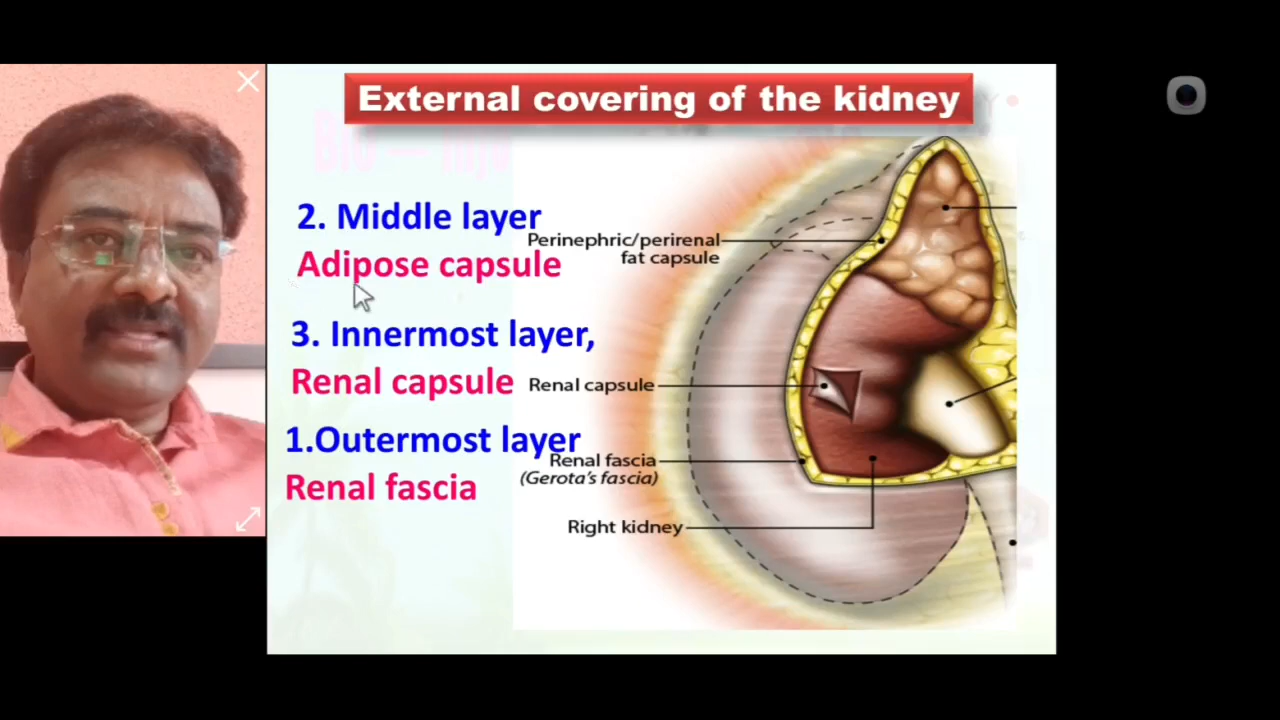 External covering of the kidney
2. Middle layer
Adipose capsule
Perinephric/perirenal
fat capsule
3. Innermost layer,
Renal capsule
Renal capsule
1.Outermost layer
Renal fascia
Renal fascia
(Gerota's fascia)
Right kidney